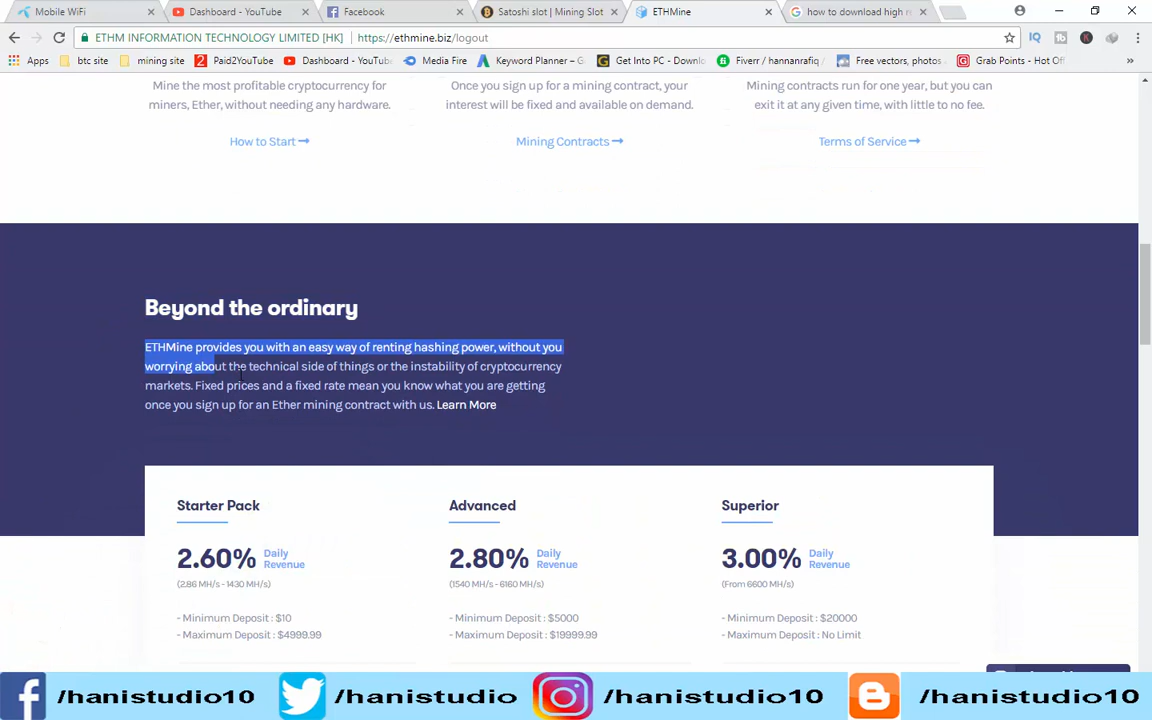 Mobile WiFi
Dashboard - YouTube
Facebook
Satoshi slot | Mining Slot
ETHMine
how to download high r
ETHM INFORMATION TECHNOLOGY LIMITED [HK] https://ethmine.biz/logout
Apps btc site mining site Paid2YouTube Dashboard - YouTube Media Fire Keyword Planner – G Get Into PC - Downl Fiverr / hannanrafiq Free vectors, photos Grab Points - Hot Off
Mine the most profitable cryptocurrency for
miners, Ether, without needing any hardware.
How to Start
Once you sign up for a mining contract, your
interest will be fixed and available on demand.
Mining Contracts
Mining contracts run for one year, but you can
exit it at any given time, with little to no fee.
Terms of Service
Beyond the ordinary
ETHMine provides you with an easy way of renting hashing power, without you
worrying about the technical side of things or the instability of cryptocurrency
markets. Fixed prices and a fixed rate mean you know what you are getting
once you sign up for an Ether mining contract with us. Learn More
Starter Pack
2.60% Daily
Revenue
(2.86 MH/s - 1430 MH/s)
- Minimum Deposit : $10
- Maximum Deposit : $4999.99
Advanced
2.80% Daily
Revenue
(1540 MH/s - 6160 MH/s)
- Minimum Deposit : $5000
- Maximum Deposit : $19999.99
Superior
3.00% Daily
Revenue
(From 6600 MH/s)
- Minimum Deposit : $20000
- Maximum Deposit : No Limit
/hanistudio10 /hanistudio /hanistudio10 /hanistudio10